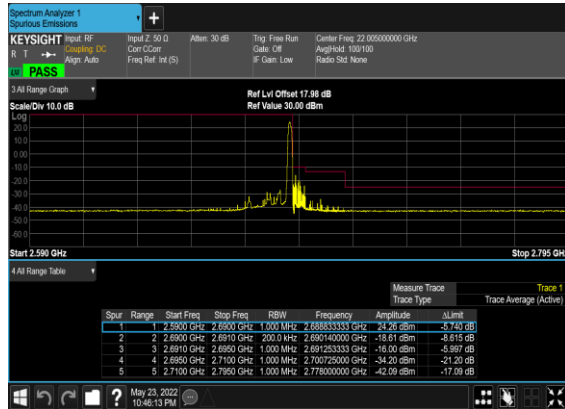 Spectrum Analyzer 1
Spurious Emissions
+
KEYSIGHT Input: RF Input Z: 50 Ω Atten: 30 dB Trig: Free Run Center Freq: 22.005000000 GHz
R T Coupling: DC Corr CCorr Gate: Off Avg|Hold: 100/100
Align: Auto Freq Ref: Int (S) IF Gain: Low Radio Std: None
PASS
3 All Range Graph Ref Lvl Offset 17.98 dB
Scale/Div 10.0 dB Ref Value 30.00 dBm
Log
20.0
10.0
0.00
-10.0
-20.0
-30.0
-40.0
-50.0
-60.0
Start 2.590 GHz Stop 2.795 GH
4 All Range Table
Measure Trace Trace 1
Trace Type Trace Average (Active)
Spur Range Start Freq Stop Freq RBW Frequency Amplitude ΔLimit
1 1 2.5900 GHz 2.6900 GHz 1.000 MHz 2.688833333 GHz 24.26 dBm -5.740 dB
2 2 2.6900 GHz 2.6910 GHz 200.0 kHz 2.690140000 GHz -18.61 dBm -8.615 dB
3 3 2.6910 GHz 2.6950 GHz 1.000 MHz 2.691253333 GHz -16.00 dBm -5.997 dB
4 4 2.6950 GHz 2.7100 GHz 1.000 MHz 2.700725000 GHz -34.20 dBm -21.20 dB
5 5 2.7100 GHz 2.7950 GHz 1.000 MHz 2.778000000 GHz -42.09 dBm -17.09 dB
? May 23, 2022
10:46:13 PM